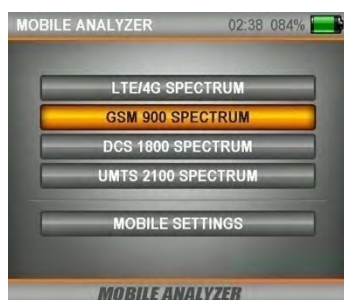 MOBILE ANALYZER 02:38 084%
LTE/4G SPECTRUM
GSM 900 SPECTRUM
DCS 1800 SPECTRUM
UMTS 2100 SPECTRUM
MOBILE SETTINGS
MOBILE ANALYZER